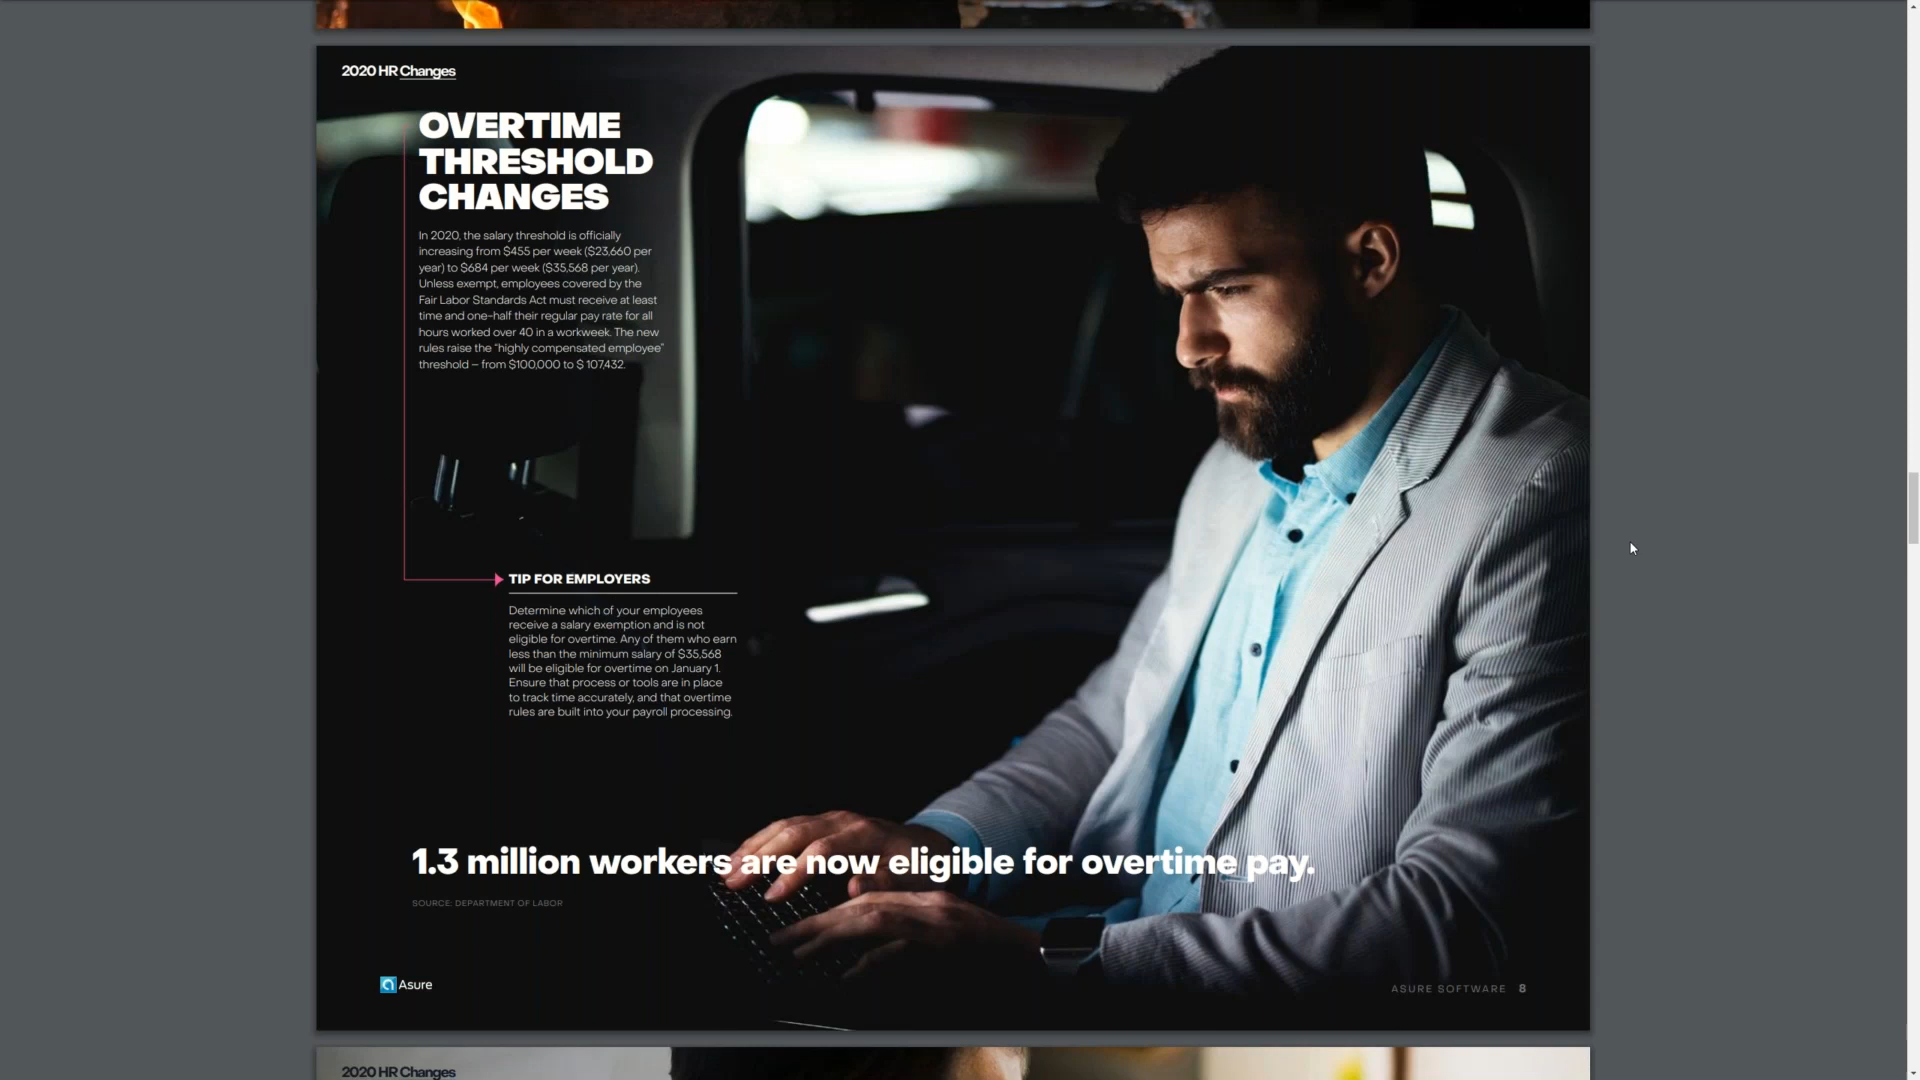 2020 HR Changes
OVERTIME
THRESHOLD
CHANGES
In 2020, the salary threshold is officially
increasing from $455 per week ($23,660 per
year) to $684 per week ($35,568 per year).
Unless exempt, employees covered by the
Fair Labor Standards Act must receive at least
time and one-half their regular pay rate for all
hours worked over 40 in a workweek. The new
rules raise the "highly compensated employee"
threshold – from $100,000 to $ 107,432.
TIP FOR EMPLOYERS
Determine which of your employees
receive a salary exemption and is not
eligible for overtime. Any of them who earn
less than the minimum salary of $35,568
will be eligible for overtime on January 1.
Ensure that process or tools are in place
to track time accurately, and that overtime
rules are built into your payroll processing.
1.3 million workers are now eligible for overtime pay.
SOURCE: DEPARTMENT OF LABOR
Asure
ASURE SOFTWARE 8
2020 HR Changes